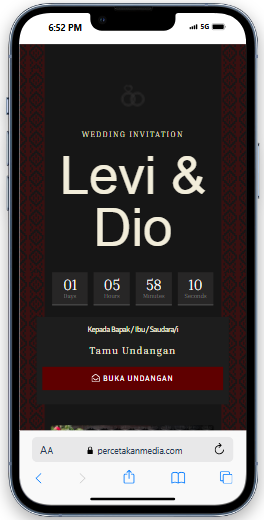 6:52 PM
5G
WEDDING INVITATION
Levi &
Dio
01 05 58 10
Days Hours Minutes Seconds
Kepada Bapak / Ibu / Saudara/i
Tamu Undangan
BUKA UNDANGAN
AA percetakanmedia.com